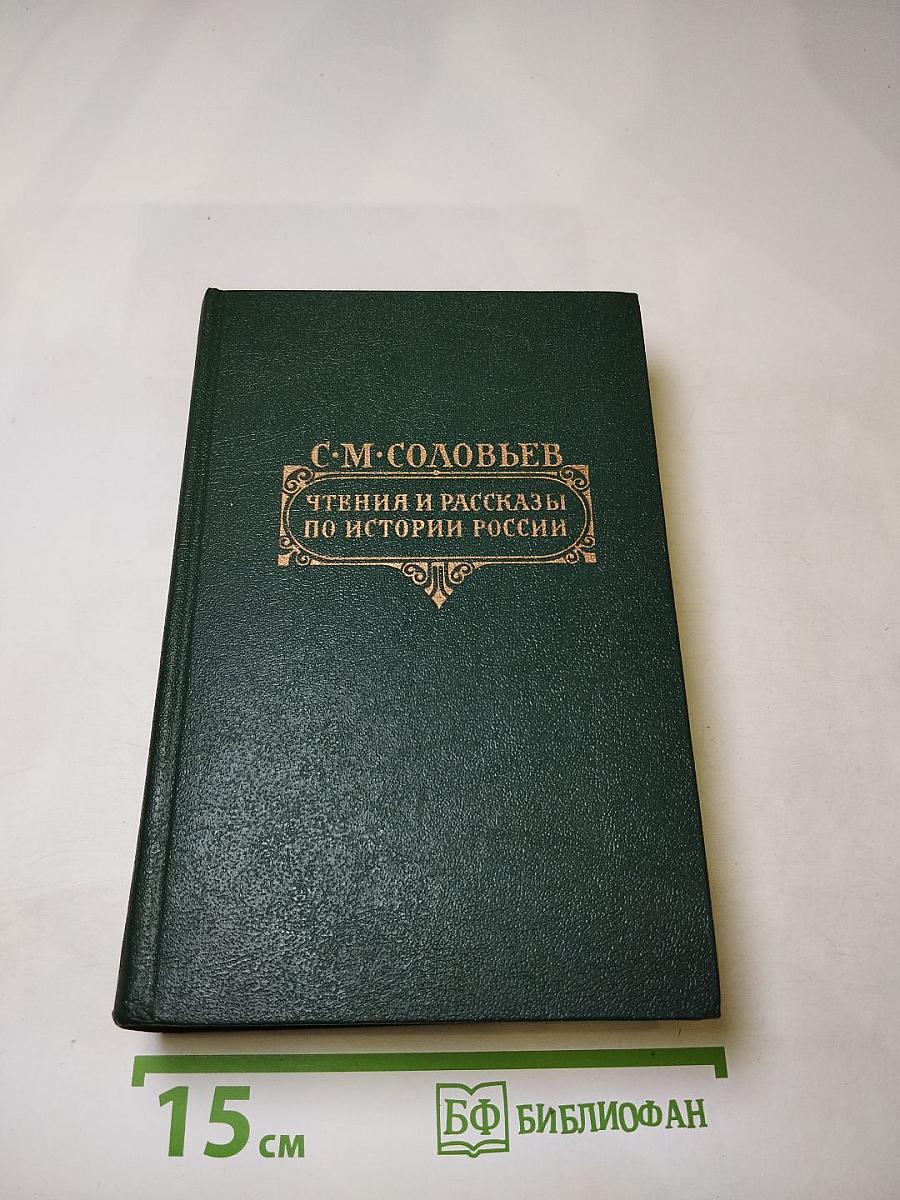 С·М·СОЛОВЬЕВ
ЧТЕНИЯ И РАССКАЗЫ
ПО ИСТОРИИ РОССИИ
15 см
БФ БИБЛИОФАН